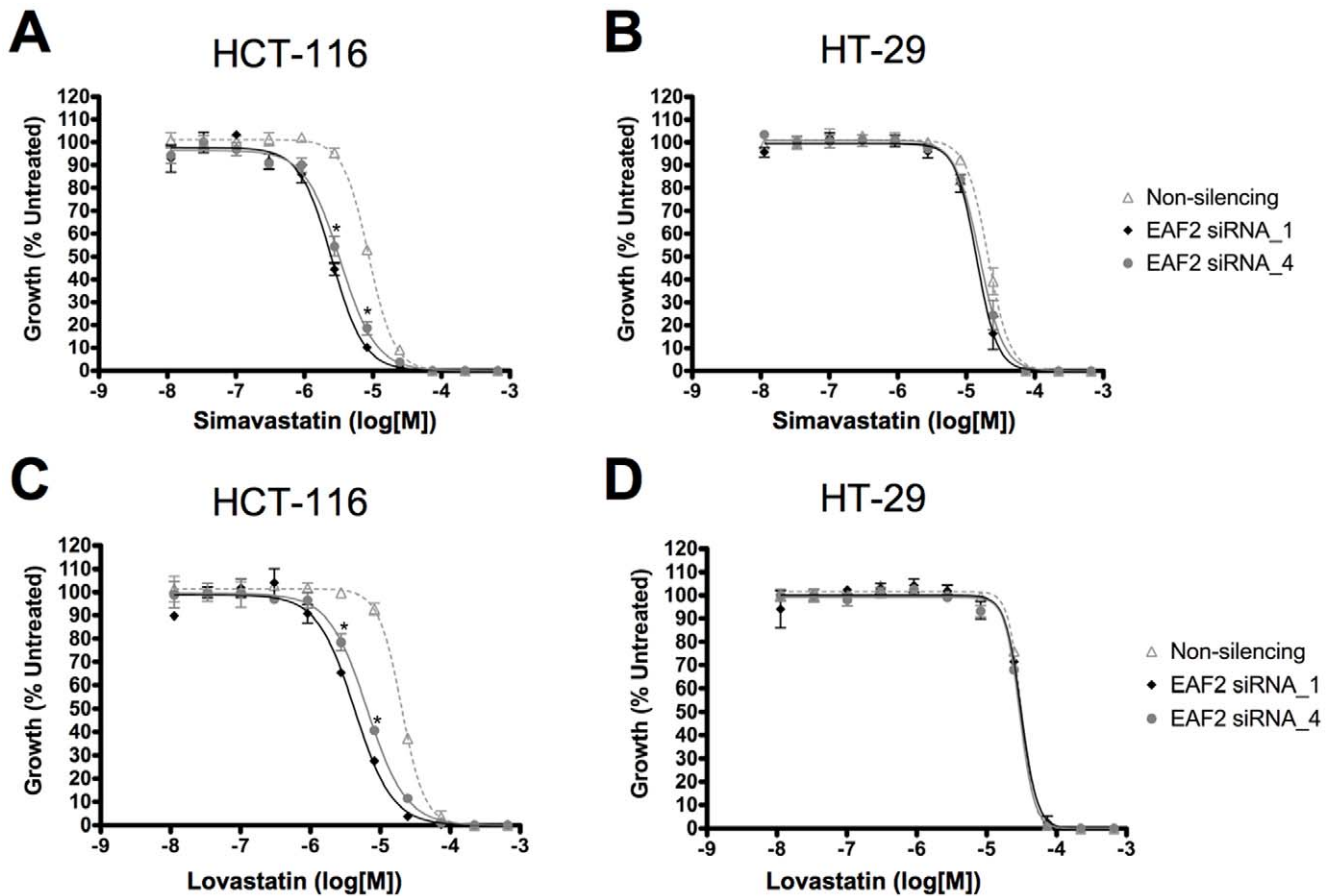 A
HCT-116
Growth (% Untreated)
120
110
100
90
80
70
60
50
40
30
20
10
0
-9 -8 -7 -6 -5 -4 -3
* *
Simavastatin (log[M])
B
HT-29
Growth (% Untreated)
120
110
100
90
80
70
60
50
40
30
20
10
0
-9 -8 -7 -6 -5 -4 -3
Simavastatin (log[M])
Non-silencing
EAF2 siRNA_1
EAF2 siRNA_4
C
HCT-116
Growth (% Untreated)
120
110
100
90
80
70
60
50
40
30
20
10
0
-9 -8 -7 -6 -5 -4 -3
* *
Lovastatin (log[M])
D
HT-29
Growth (% Untreated)
120
110
100
90
80
70
60
50
40
30
20
10
0
-9 -8 -7 -6 -5 -4 -3
Lovastatin (log[M])
Non-silencing
EAF2 siRNA_1
EAF2 siRNA_4